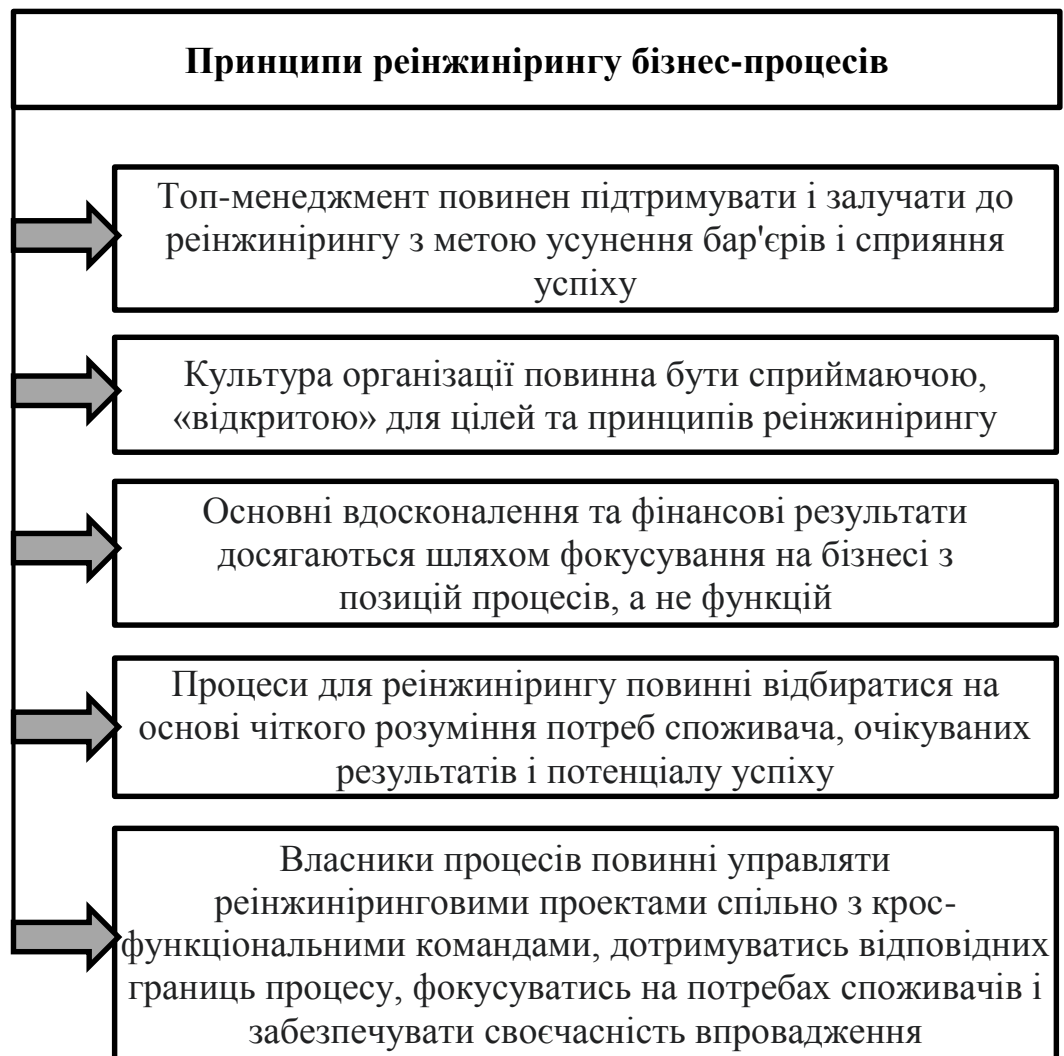 Принципи реінжинірингу бізнес-процесів
Топ-менеджмент повинен підтримувати і залучати до
реінжинірингу з метою усунення бар'єрів і сприяння
успіху
Культура організації повинна бути сприймаючою,
«відкритою» для цілей та принципів реінжинірингу
Основні вдосконалення та фінансові результати
досягаються шляхом фокусування на бізнесі з
позицій процесів, а не функцій
Процеси для реінжинірингу повинні відбиратися на
основі чіткого розуміння потреб споживача, очікуваних
результатів і потенціалу успіху
Власники процесів повинні управляти
реінжиніринговими проектами спільно з крос-
функціональними командами, дотримуватись відповідних
границь процесу, фокусуватись на потребах споживачів і
забезпечувати своєчасність впровадження